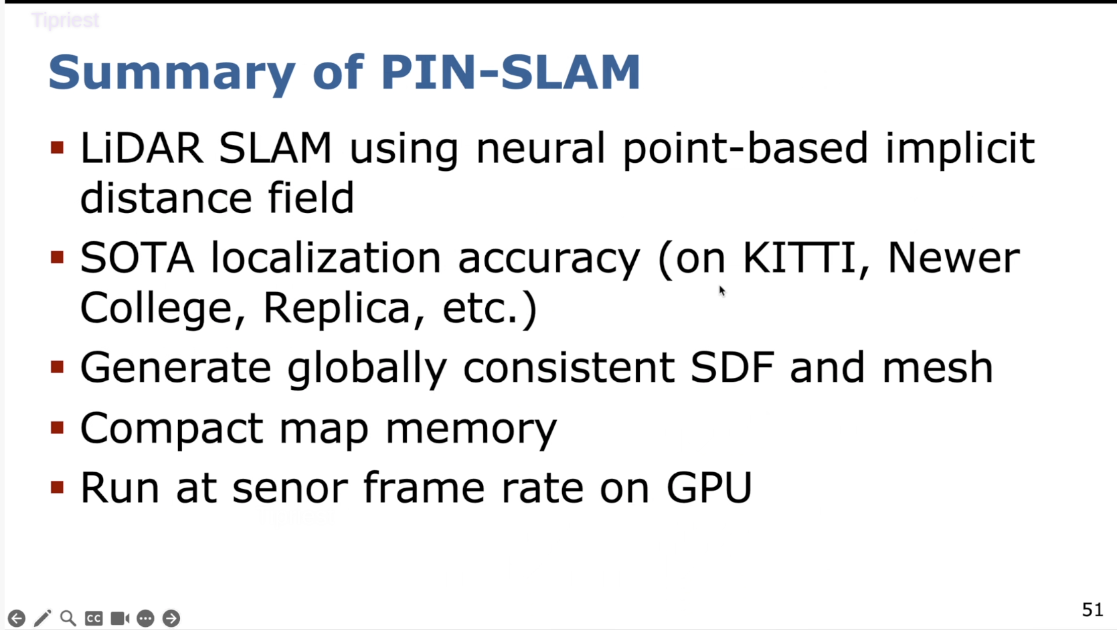 Tipriest
Summary of PIN-SLAM
▪ LiDAR SLAM using neural point-based implicit
distance field
▪ SOTA localization accuracy (on KITTI, Newer
College, Replica, etc.)
▪ Generate globally consistent SDF and mesh
▪ Compact map memory
▪ Run at senor frame rate on GPU
CC
51